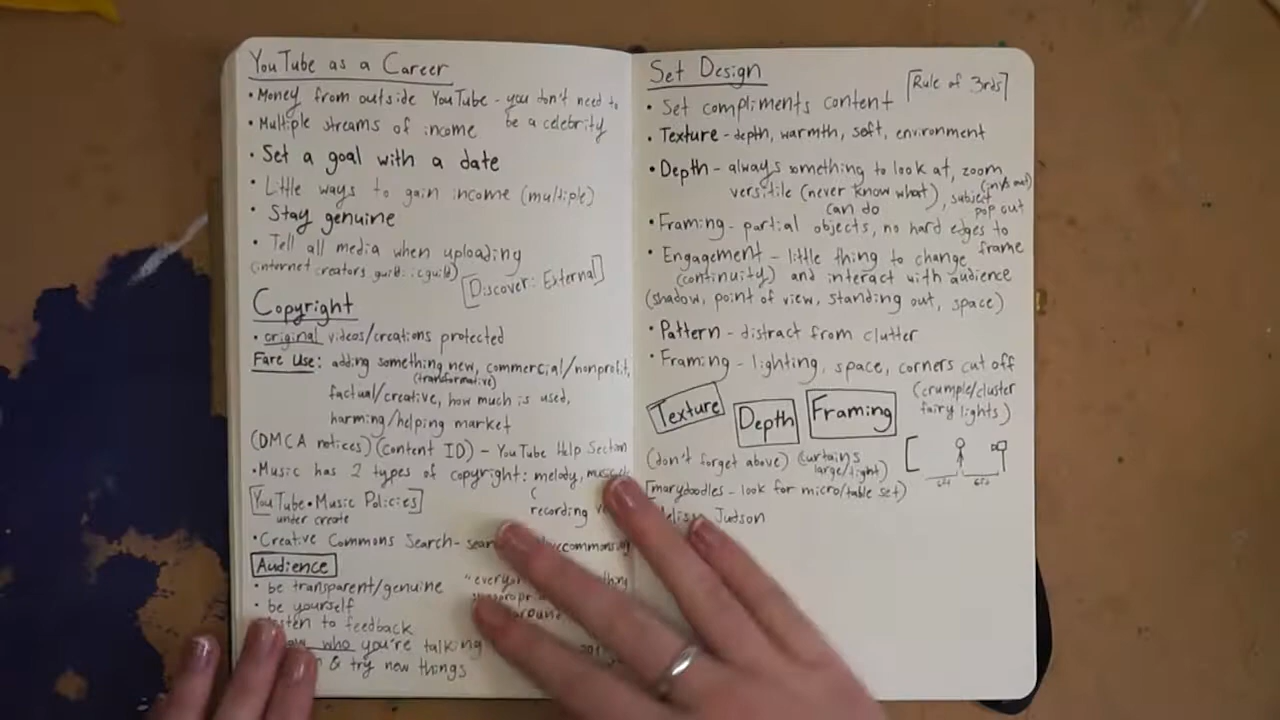 YouTube as a Career
• Money from outside YouTube - you don't need to
be a celebrity
• Multiple streams of income
• Set a goal with a date
• Little ways to gain income (multiple)
• Stay genuine
• Tell all media when uploading
(internet creators guild: icguild)
[Discover: External]
Copyright
• original videos/creations protected
Fare Use: adding something new, commercial/nonprofit,
(transformative)
factual/creative, how much is used,
harming/helping market
(DMCA notices) (content ID) - YouTube Help Section
• Music has 2 types of copyright: melody,
recording
[YouTube • Music Policies]
under create
• Creative Commons Search -
Audience
• be transparent/genuine
• be yourself
listen to feedback
who you're talking
& try new things
Set Design
[Rule of 3rds]
• Set compliments content
• Texture - depth, warmth, soft, environment
• Depth - always something to look at, zoom
versitile (never know what), subject
can do
pop out
• Framing - partial objects, no hard edges to
frame
• Engagement - little thing to change
(continuity) and interact with audience
(shadow, point of view, standing out, space)
• Pattern - distract from clutter
• Framing - lighting, space, corners cut off
(crumple/cluster
fairy lights)
Texture
Depth
Framing
(don't forget above) (curtains
large/light)
[marydoodles - look for micro/table set)
Judson